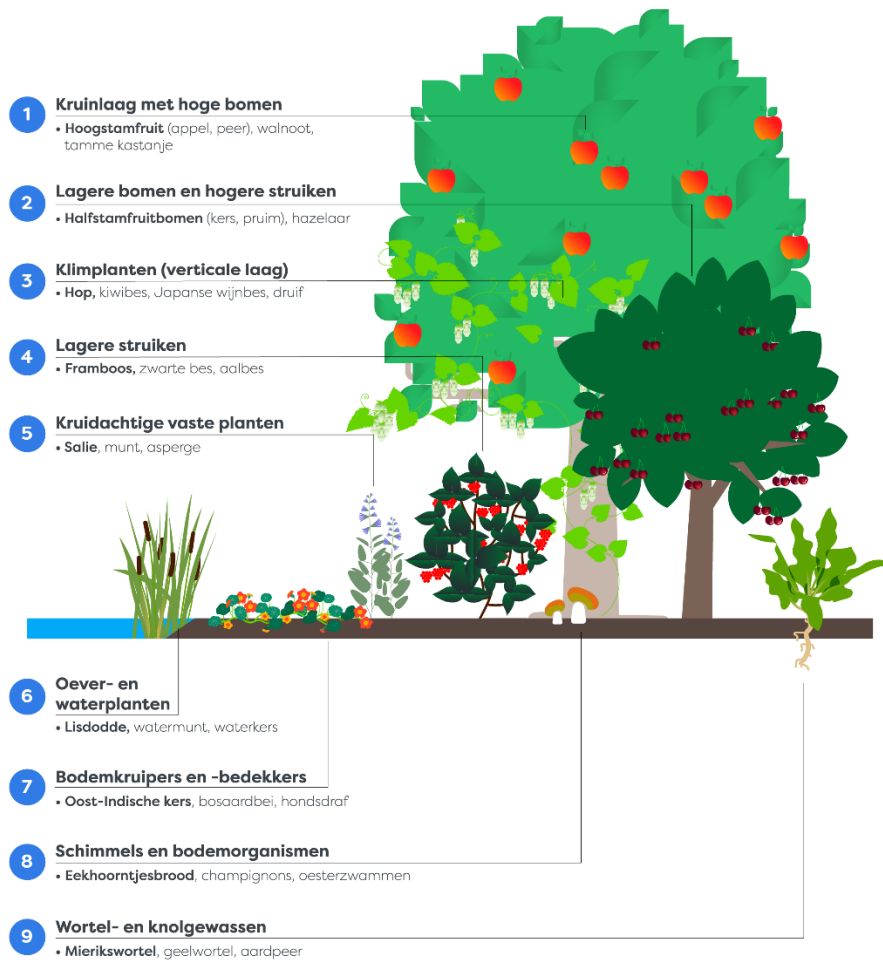 1
Kruinlaag met hoge bomen
• Hoogstamfruit (appel, peer), walnoot,
tamme kastanje
2
Lagere bomen en hogere struiken
• Halfstamfruitbomen (kers, pruim), hazelaar
3
Klimplanten (verticale laag)
• Hop, kiwibes, Japanse wijnbes, druif
4
Lagere struiken
• Framboos, zwarte bes, aalbes
5
Kruidachtige vaste planten
• Salie, munt, asperge
6
Oever- en
waterplanten
• Lisdodde, watermunt, waterkers
7
Bodemkruipers en -bedekkers
• Oost-Indische kers, bosaardbei, hondsdraf
8
Schimmels en bodemorganismen
• Eekhoorntjesbrood, champignons, oesterzwammen
9
Wortel- en knolgewassen
• Mierikswortel, geelwortel, aardpeer